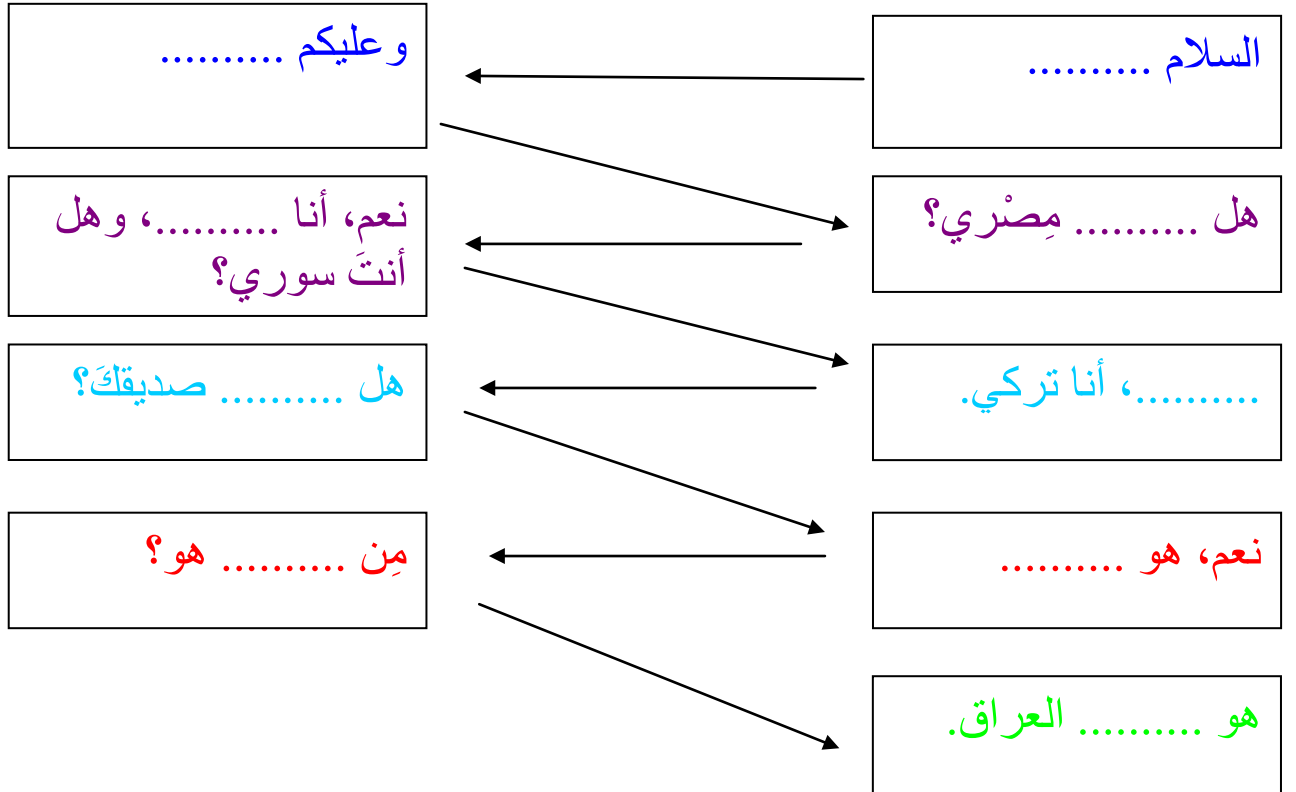 السلام ..........
وعليكم ..........
هل .......... مِصْري؟
نعم، أنا ..........، وهل
أنتَ سوري؟
..........، أنا تركي.
هل .......... صديقكَ؟
نعم، هو ..........
مِن .......... هو؟
هو .......... العراق.